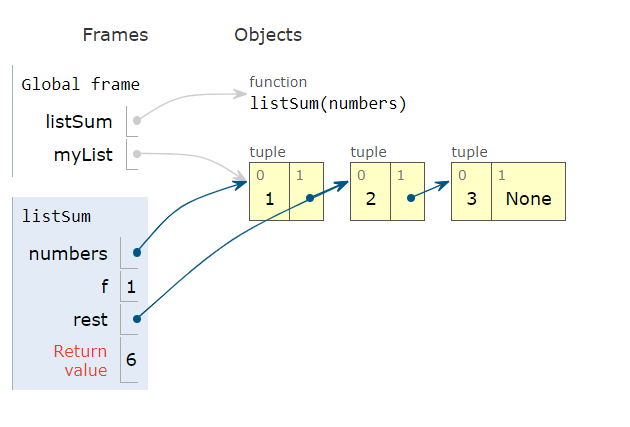 Frames Objects
Global frame
function
listSum(numbers)
listSum
myList
tuple tuple tuple
0 1 0 1 0 1
1 2 3 None
listSum
numbers
f 1
rest
Return
value 6